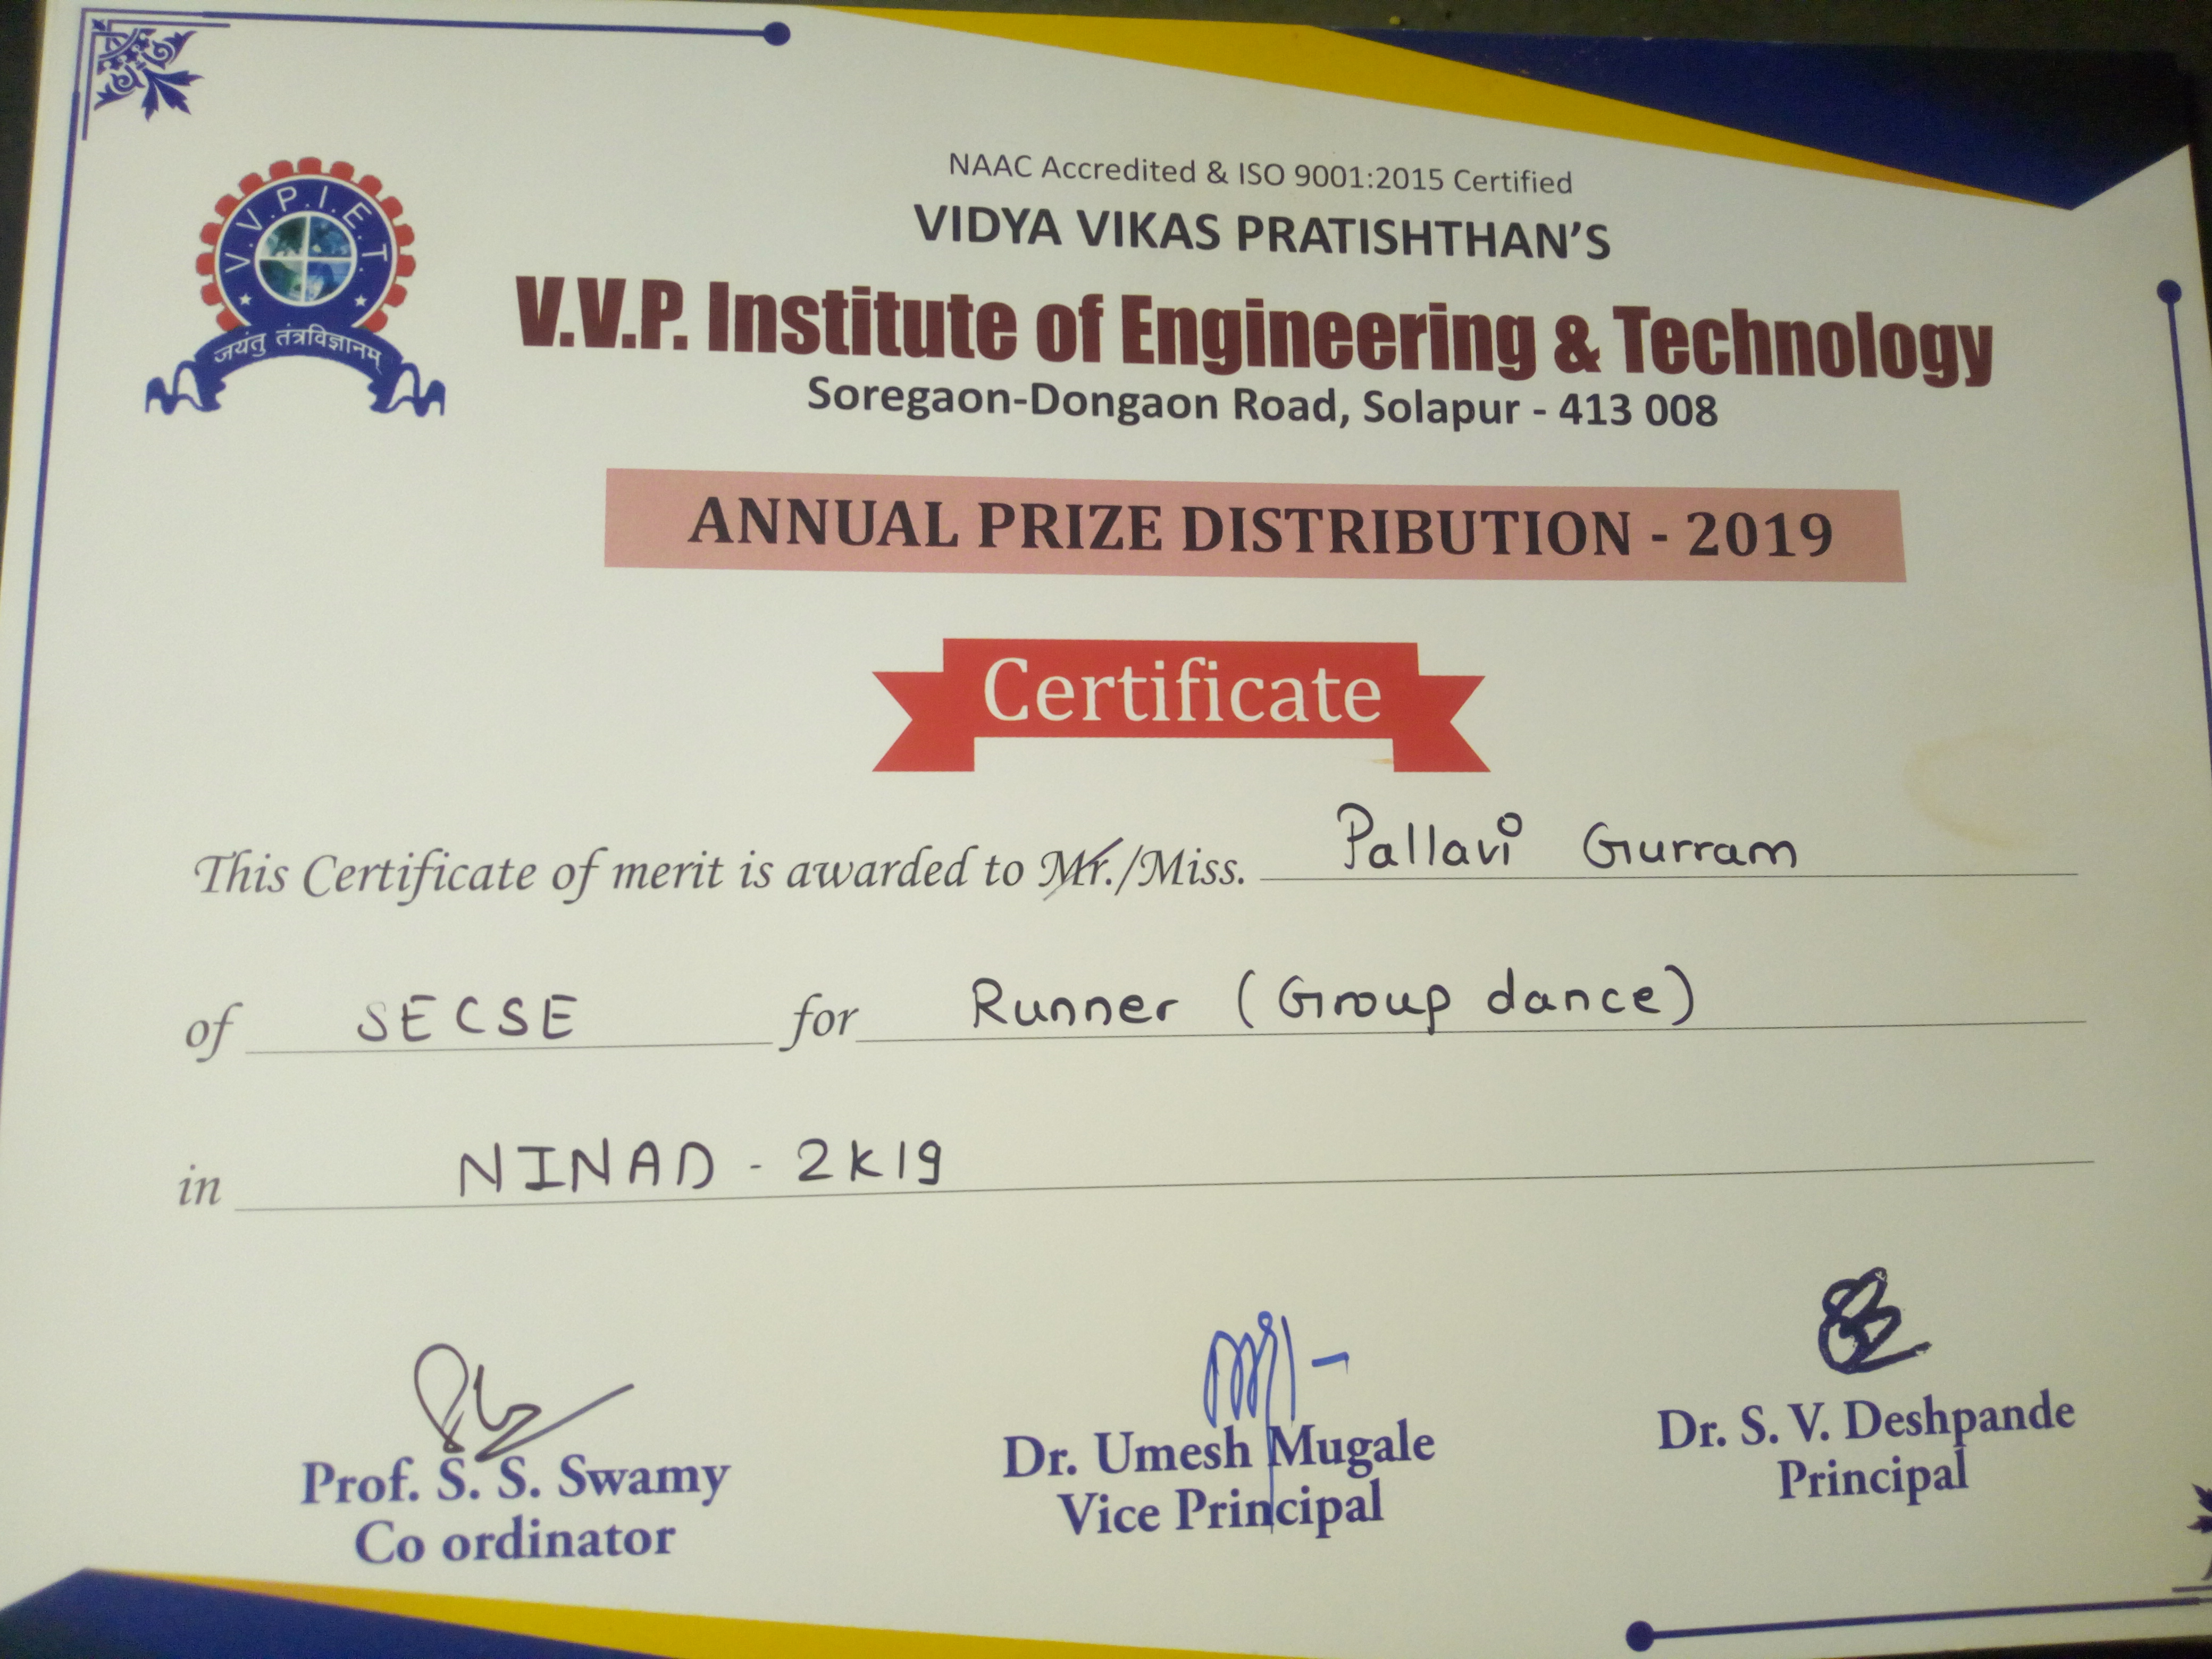 NAAC Accredited & ISO 9001:2015 Certified
VIDYA VIKAS PRATISHTHAN'S
V.V.P.I.E.T.
जयंतु तंत्रविज्ञानम्
V.V.P. Institute of Engineering & Technology
Soregaon-Dongaon Road, Solapur - 413 008
ANNUAL PRIZE DISTRIBUTION - 2019
Certificate
This Certificate of merit is awarded to Mr./Miss. Pallavi Gurram
of SECSE for Runner (Group dance)
in NINAD - 2K19
Prof. S. S. Swamy
Co ordinator
Dr. Umesh Mugale
Vice Principal
Dr. S. V. Deshpande
Principal